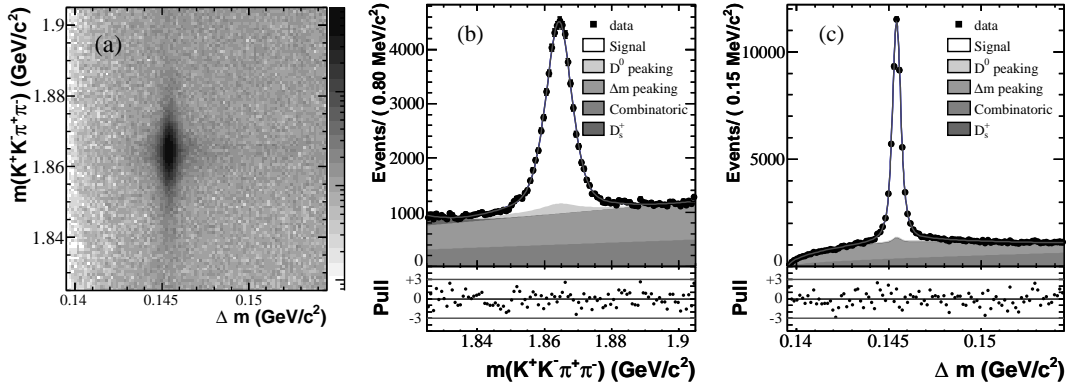 (a)
m(K⁺K⁻π⁺π⁻) (GeV/c²)
1.9
1.88
1.86
1.84
0.14 0.145 0.15
Δ m (GeV/c²)
(b)
Events/ ( 0.80 MeV/c²)
4000
3000
2000
1000
0
data
Signal
D⁰ peaking
Δm peaking
Combinatoric
Dₛ⁺
Pull
+3
0
-3
1.84 1.86 1.88 1.9
m(K⁺K⁻π⁺π⁻) (GeV/c²)
(c)
Events/ ( 0.15 MeV/c²)
10000
5000
0
data
Signal
D⁰ peaking
Δm peaking
Combinatoric
Dₛ⁺
Pull
+3
0
-3
0.14 0.145 0.15
Δ m (GeV/c²)